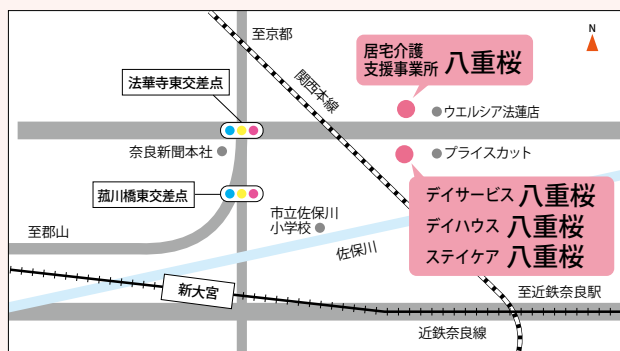 至京都
N
居宅介護
支援事業所 八重桜
法華寺東交差点
関西本線
ウエルシア法蓮店
奈良新聞本社
プライスカット
菰川橋東交差点
デイサービス 八重桜
デイハウス 八重桜
ステイケア 八重桜
市立佐保川
小学校
至郡山
佐保川
新大宮
至近鉄奈良駅
近鉄奈良線